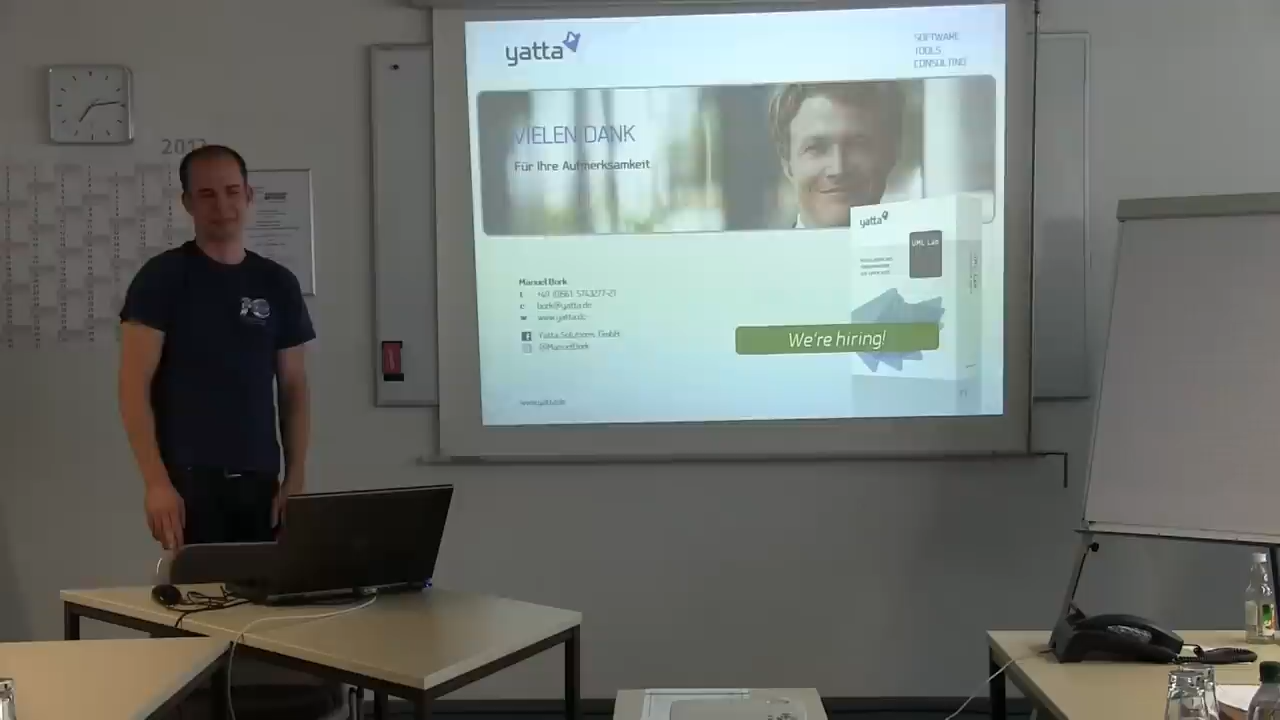 2013
yatta
SOFTWARE
TOOLS
CONSULTING
VIELEN DANK
Für Ihre Aufmerksamkeit
yatta
UML Lab
Manuel Bork
bork@yatta.de
www.yatta.de
Yatta Solutions GmbH
@ManuelBork
We're hiring!
www.yatta.de